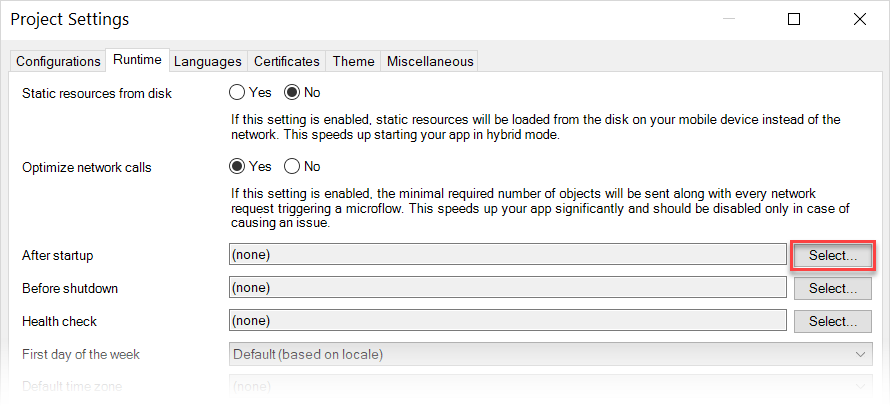 Project Settings
Configurations Runtime Languages Certificates Theme Miscellaneous
Static resources from disk Yes No
If this setting is enabled, static resources will be loaded from the disk on your mobile device instead of the
network. This speeds up starting your app in hybrid mode.
Optimize network calls Yes No
If this setting is enabled, the minimal required number of objects will be sent along with every network
request triggering a microflow. This speeds up your app significantly and should be disabled only in case of
causing an issue.
After startup (none) Select...
Before shutdown (none) Select...
Health check (none) Select...
First day of the week Default (based on locale)
Default time zone (none)